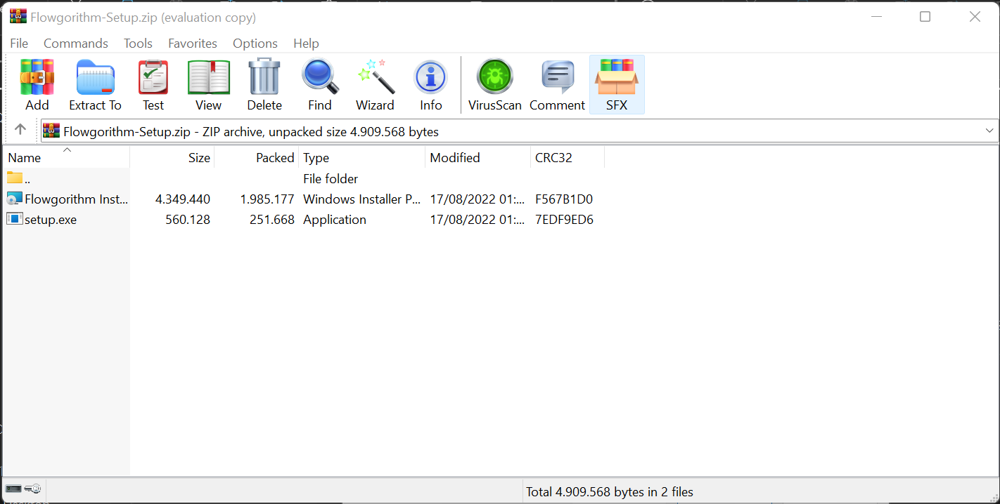 Flowgorithm-Setup.zip (evaluation copy)
File Commands Tools Favorites Options Help
Add Extract To Test View Delete Find Wizard Info VirusScan Comment SFX
Flowgorithm-Setup.zip - ZIP archive, unpacked size 4.909.568 bytes
Name Size Packed Type Modified CRC32
.. File folder
Flowgorithm Inst... 4.349.440 1.985.177 Windows Installer P... 17/08/2022 01:... F567B1D0
setup.exe 560.128 251.668 Application 17/08/2022 01:... 7EDF9ED6
Total 4.909.568 bytes in 2 files